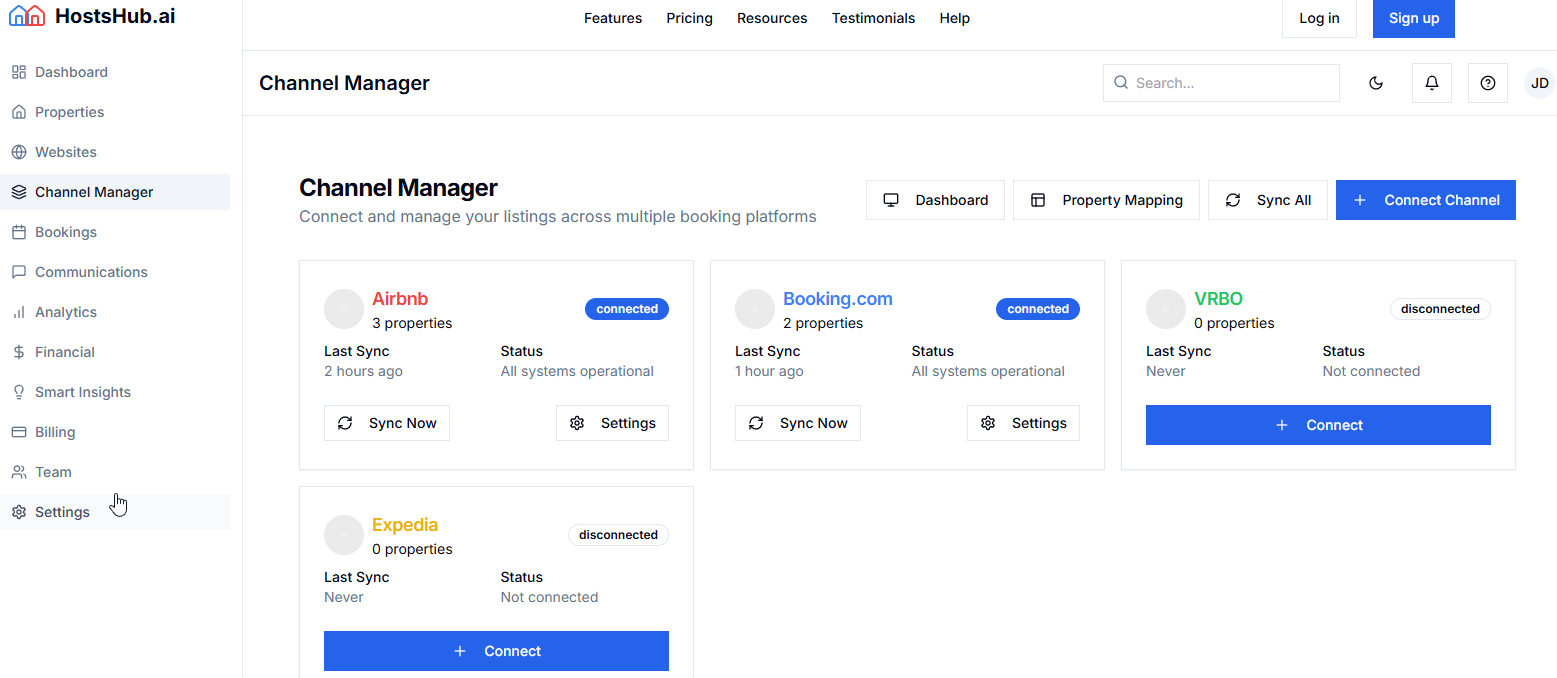 HostsHub.ai
Features Pricing Resources Testimonials Help
Log in Sign up
Dashboard
Properties
Websites
Channel Manager
Bookings
Communications
Analytics
Financial
Smart Insights
Billing
Team
Settings
Channel Manager
Search...
JD
Channel Manager
Connect and manage your listings across multiple booking platforms
Dashboard Property Mapping Sync All Connect Channel
Airbnb
3 properties
connected
Last Sync Status
2 hours ago All systems operational
Sync Now Settings
Booking.com
2 properties
connected
Last Sync Status
1 hour ago All systems operational
Sync Now Settings
VRBO
0 properties
disconnected
Last Sync Status
Never Not connected
Connect
Expedia
0 properties
disconnected
Last Sync Status
Never Not connected
Connect